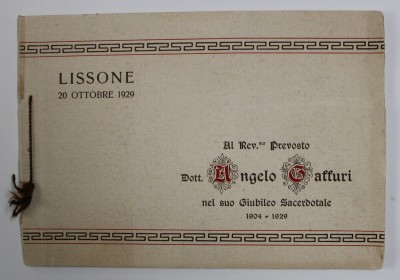 LISSONE
20 OTTOBRE 1929
Al Rev.mo Prevosto
Dott. Angelo Gaffuri
nel suo Giubileo Sacerdotale
1904 - 1929